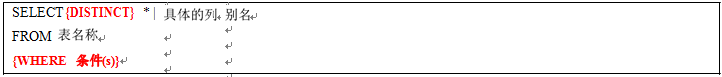 SELECT{DISTINCT} *| 具体的列 别名
FROM 表名称
{WHERE 条件(s)}